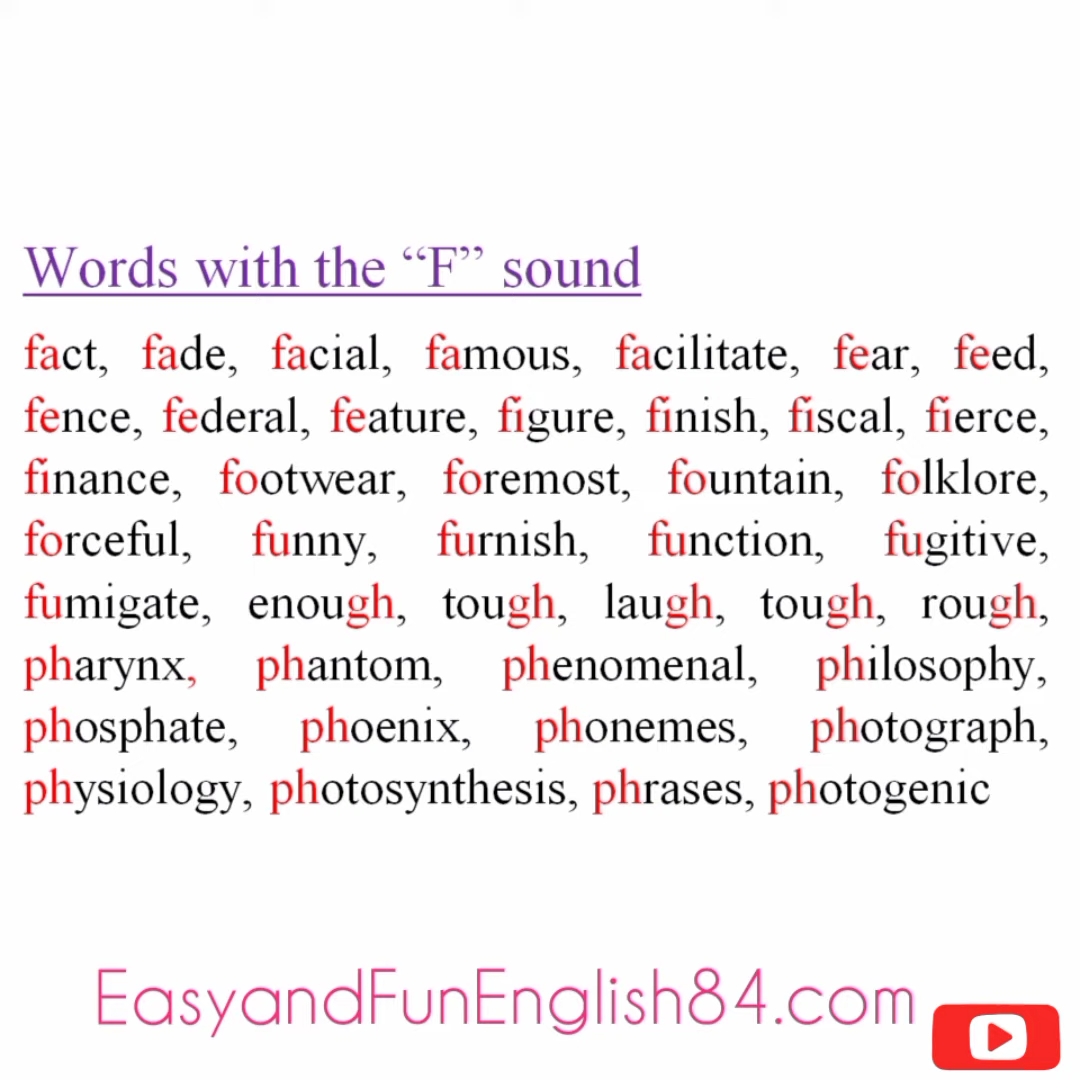 Words with the “F” sound
fact, fade, facial, famous, facilitate, fear, feed,
fence, federal, feature, figure, finish, fiscal, fierce,
finance, footwear, foremost, fountain, folklore,
forceful, funny, furnish, function, fugitive,
fumigate, enough, tough, laugh, tough, rough,
pharynx, phantom, phenomenal, philosophy,
phosphate, phoenix, phonemes, photograph,
physiology, photosynthesis, phrases, photogenic
EasyandFunEnglish84.com